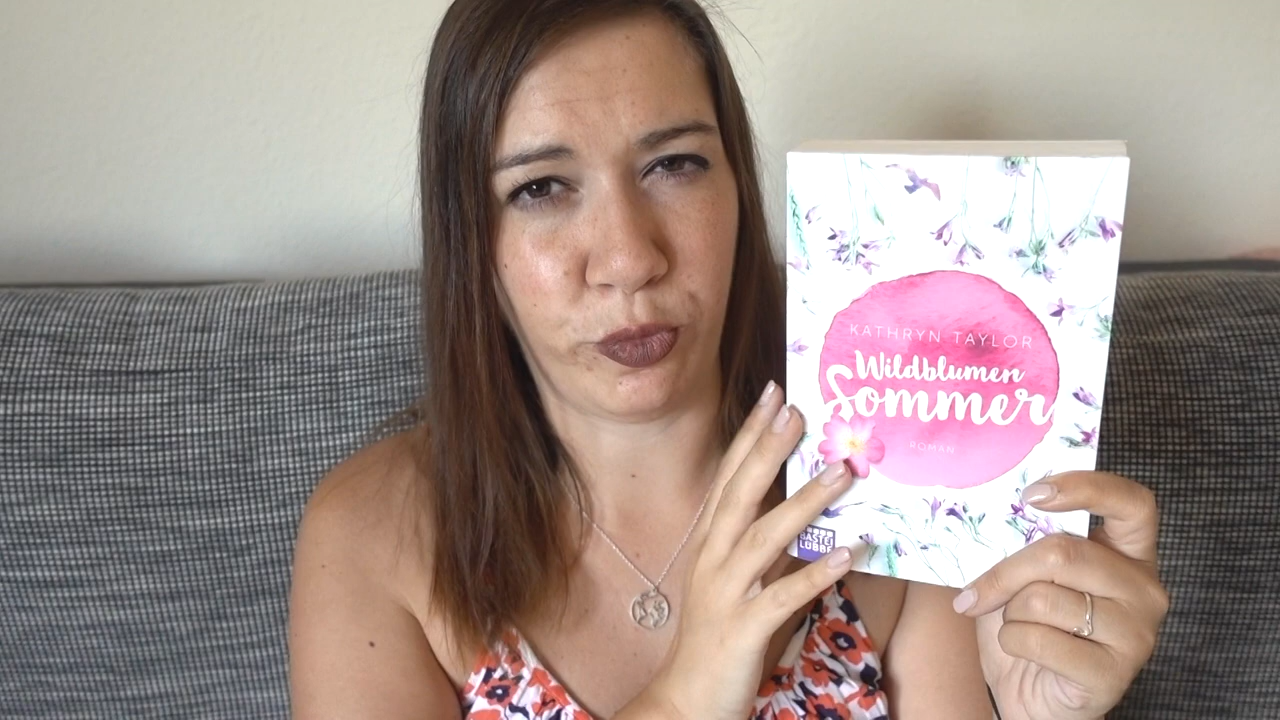 KATHRYN TAYLOR
Wildblumen
Sommer
ROMAN
BASTEI
LÜBBE